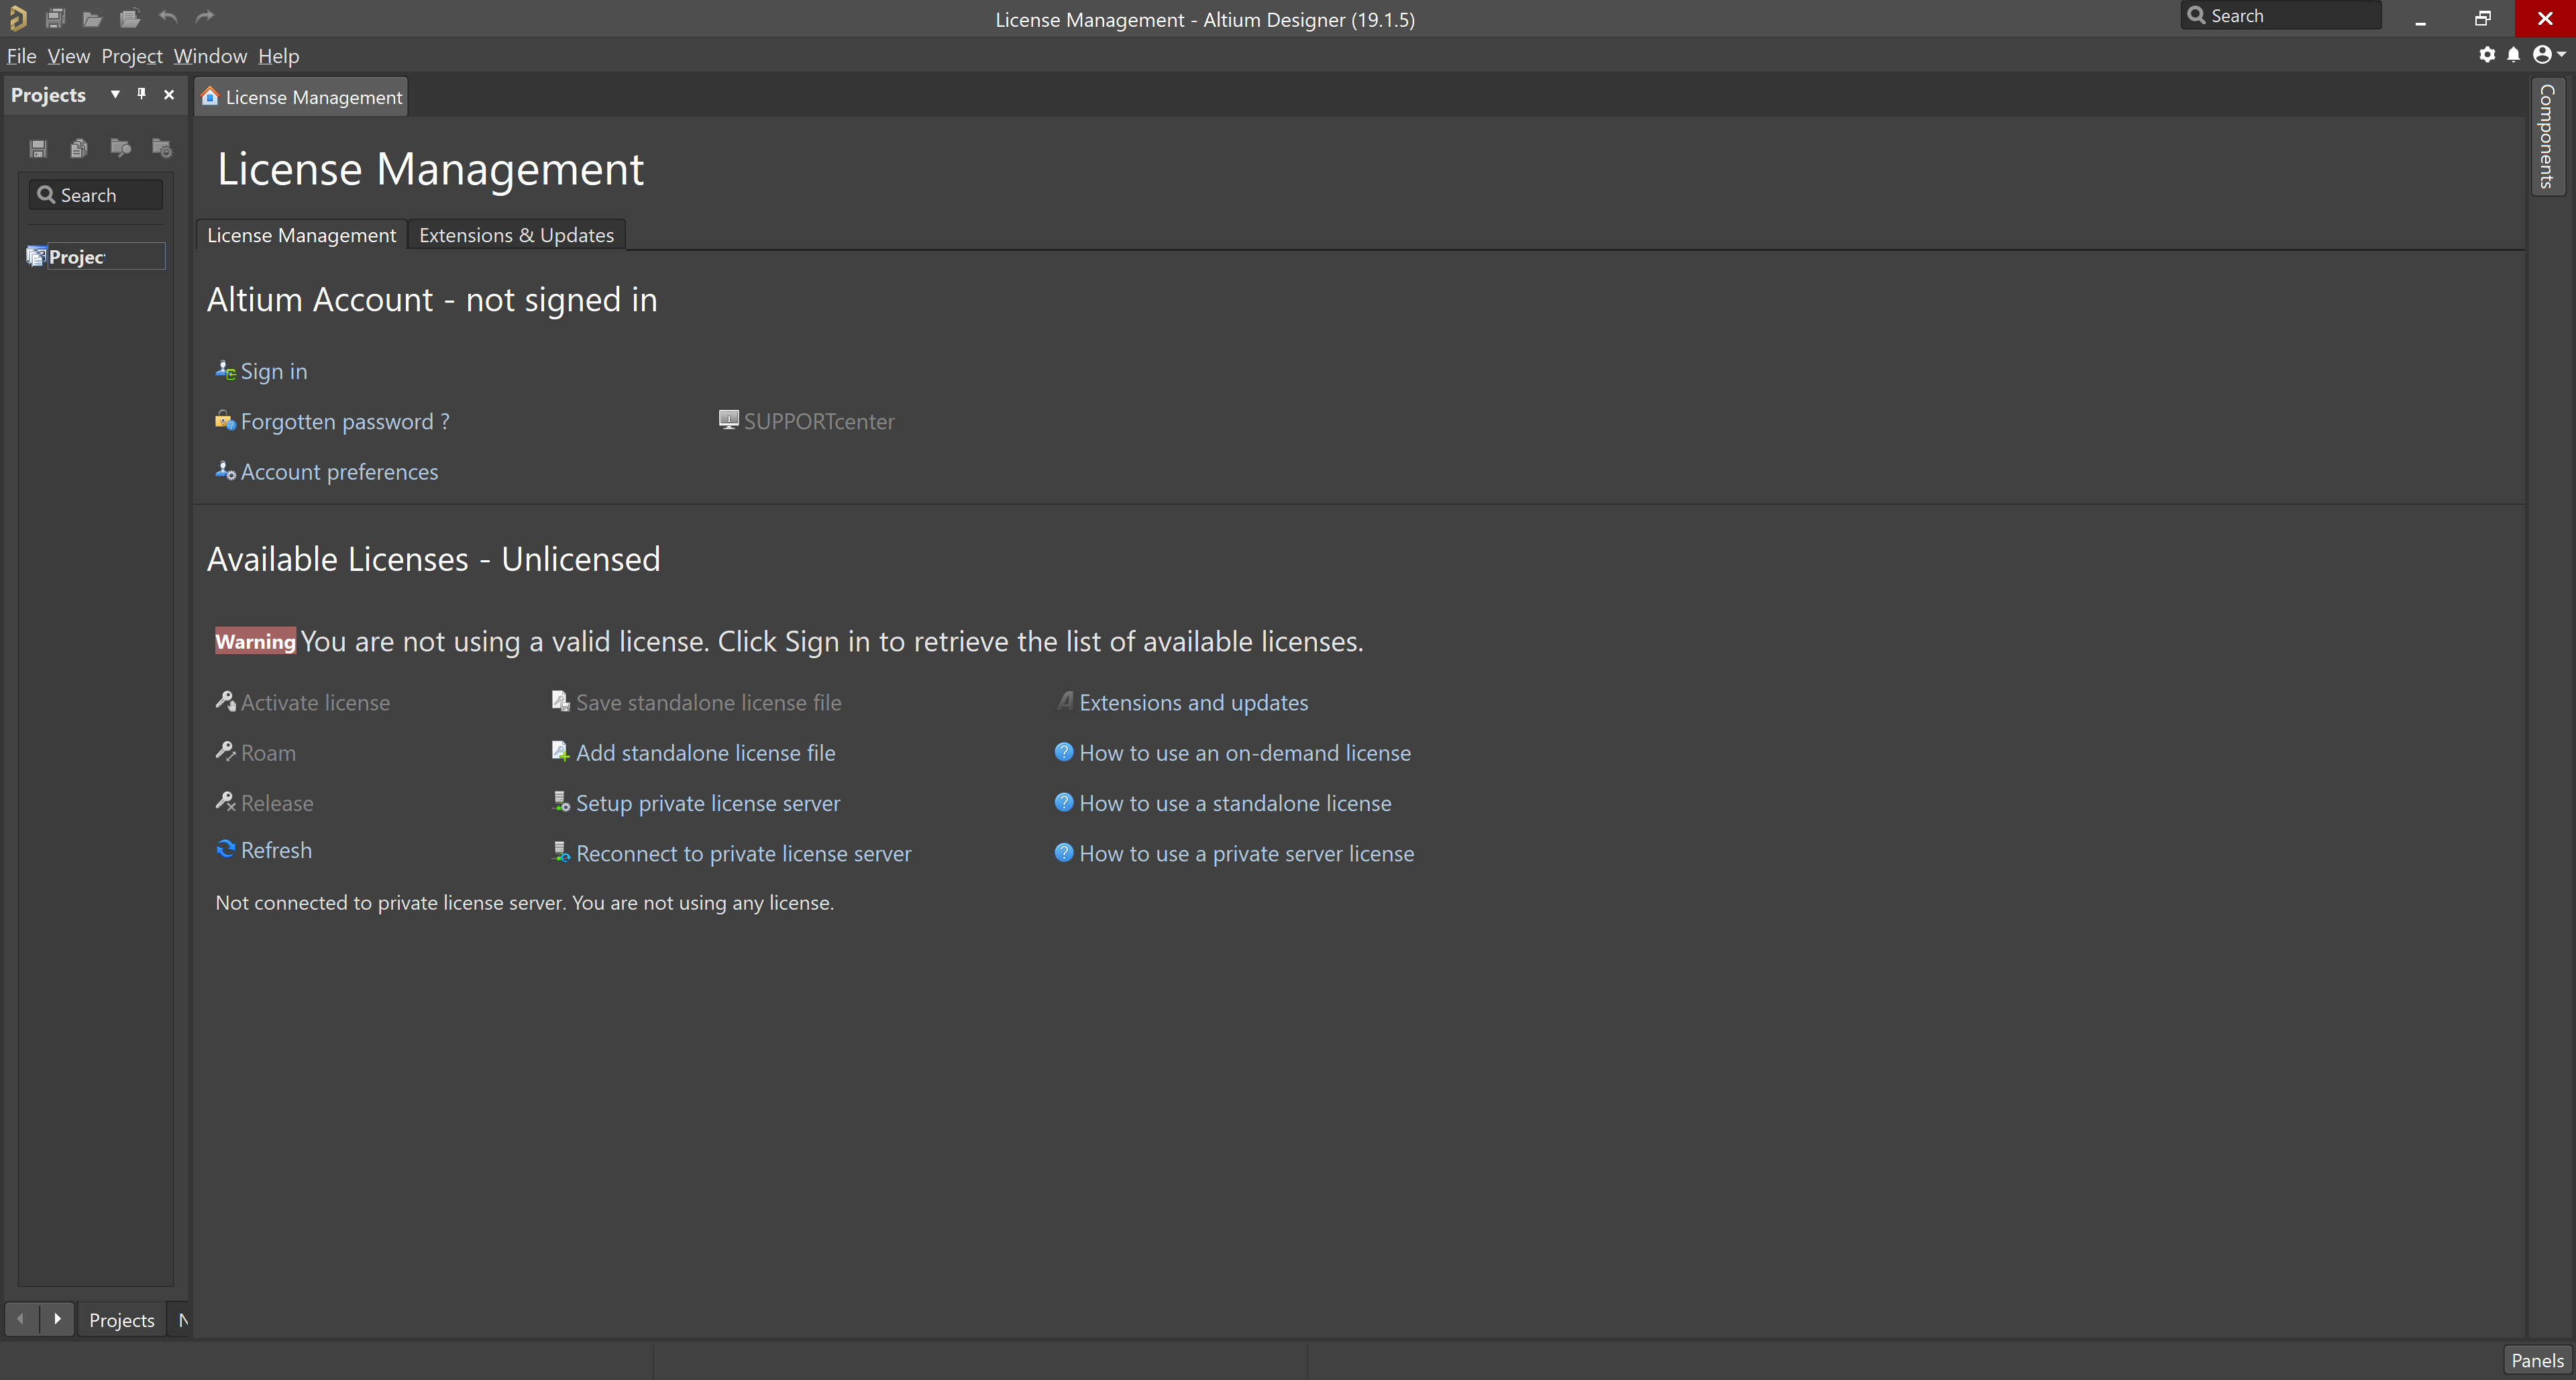 License Management - Altium Designer (19.1.5)
Search
File View Project Window Help
Projects
License Management
Components
Search
Projec
License Management
License Management
Extensions & Updates
Altium Account - not signed in
Sign in
Forgotten password ?
SUPPORTcenter
Account preferences
Available Licenses - Unlicensed
Warning You are not using a valid license. Click Sign in to retrieve the list of available licenses.
Activate license
Save standalone license file
Extensions and updates
Roam
Add standalone license file
How to use an on-demand license
Release
Setup private license server
How to use a standalone license
Refresh
Reconnect to private license server
How to use a private server license
Not connected to private license server. You are not using any license.
Projects
N
Panels